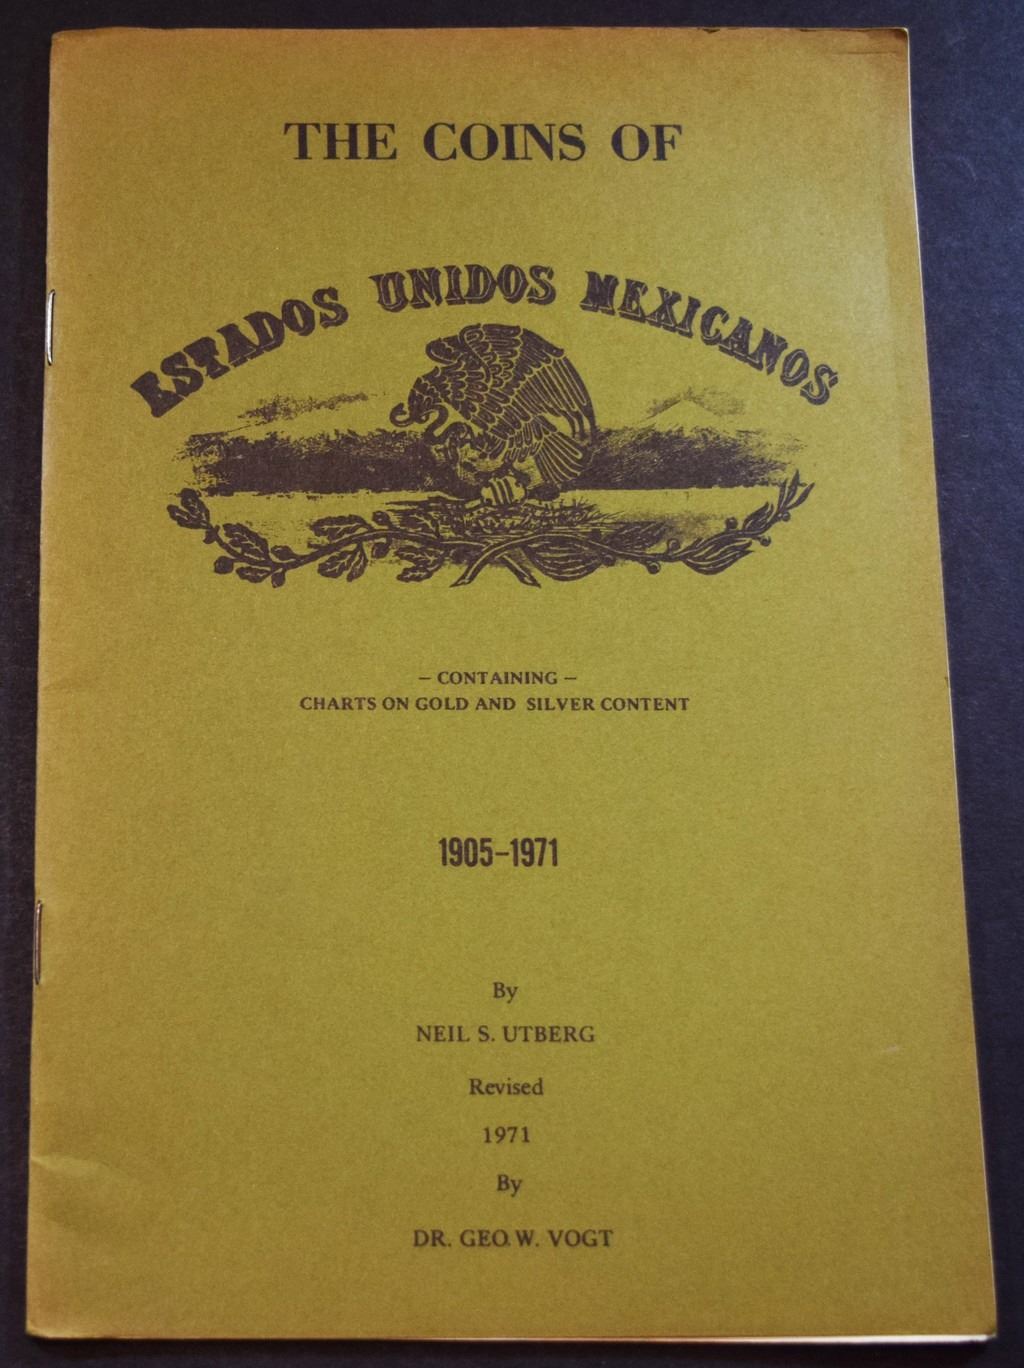 THE COINS OF
ESTADOS UNIDOS MEXICANOS
– CONTAINING –
CHARTS ON GOLD AND SILVER CONTENT
1905–1971
By
NEIL S. UTBERG
Revised
1971
By
DR. GEO. W. VOGT